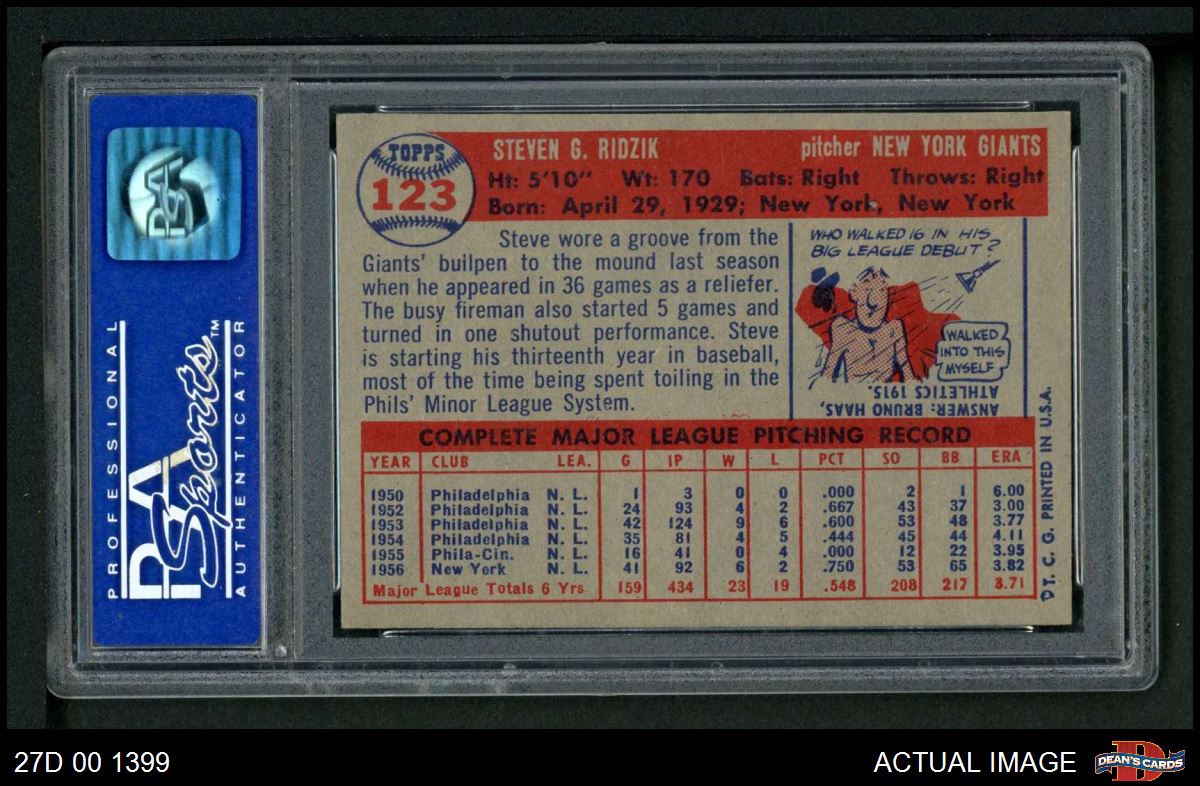 PSA
PROFESSIONAL
PSA Sports™
AUTHENTICATOR
TOPPS
123
STEVEN G. RIDZIK pitcher NEW YORK GIANTS
Ht: 5'10" Wt: 170 Bats: Right Throws: Right
Born: April 29, 1929; New York, New York
Steve wore a groove from the
Giants' builpen to the mound last season
when he appeared in 36 games as a reliefer.
The busy fireman also started 5 games and
turned in one shutout performance. Steve
is starting his thirteenth year in baseball,
most of the time being spent toiling in the
Phils' Minor League System.
WHO WALKED 16 IN HIS
BIG LEAGUE DEBUT?
WALKED
INTO THIS
MYSELF
ANSWER: BRUNO HAAS,
ATHLETICS 1915.
COMPLETE MAJOR LEAGUE PITCHING RECORD
YEAR CLUB LEA. G IP W L PCT SO BB ERA
1950 Philadelphia N. L. 1 3 0 0 .000 2 1 6.00
1952 Philadelphia N. L. 24 93 4 2 .667 43 37 3.00
1953 Philadelphia N. L. 42 124 9 6 .600 53 48 3.77
1954 Philadelphia N. L. 35 81 4 5 .444 45 44 4.11
1955 Phila-Cin. N. L. 16 41 0 4 .000 12 22 3.95
1956 New York N. L. 41 92 6 2 .750 53 65 3.82
Major League Totals 6 Yrs. 159 434 23 19 .548 208 217 3.71
T. C. G. PRINTED IN U.S.A.
27D 00 1399
ACTUAL IMAGE
D
DEAN'S CARDS